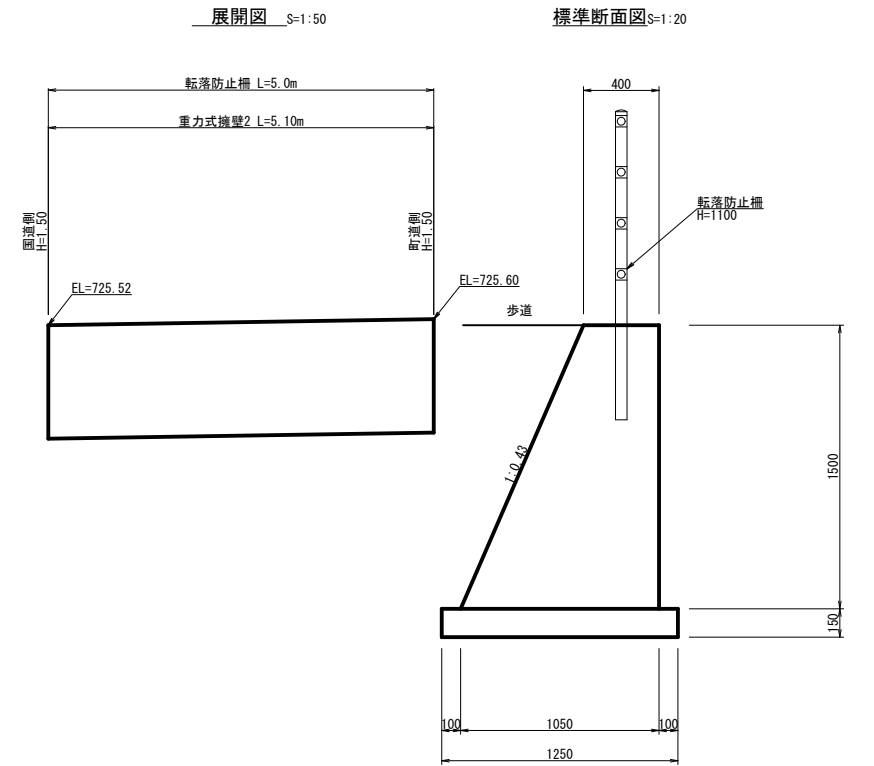 展開図 S=1:50
標準断面図 S=1:20
転落防止柵 L=5.0m
400
重力式擁壁2 L=5.10m
国道側
H=1.50
町道側
H=1.50
転落防止柵
H=1100
EL=725.52
EL=725.60
歩道
1:0.43
1500
150
100
1050
100
1250